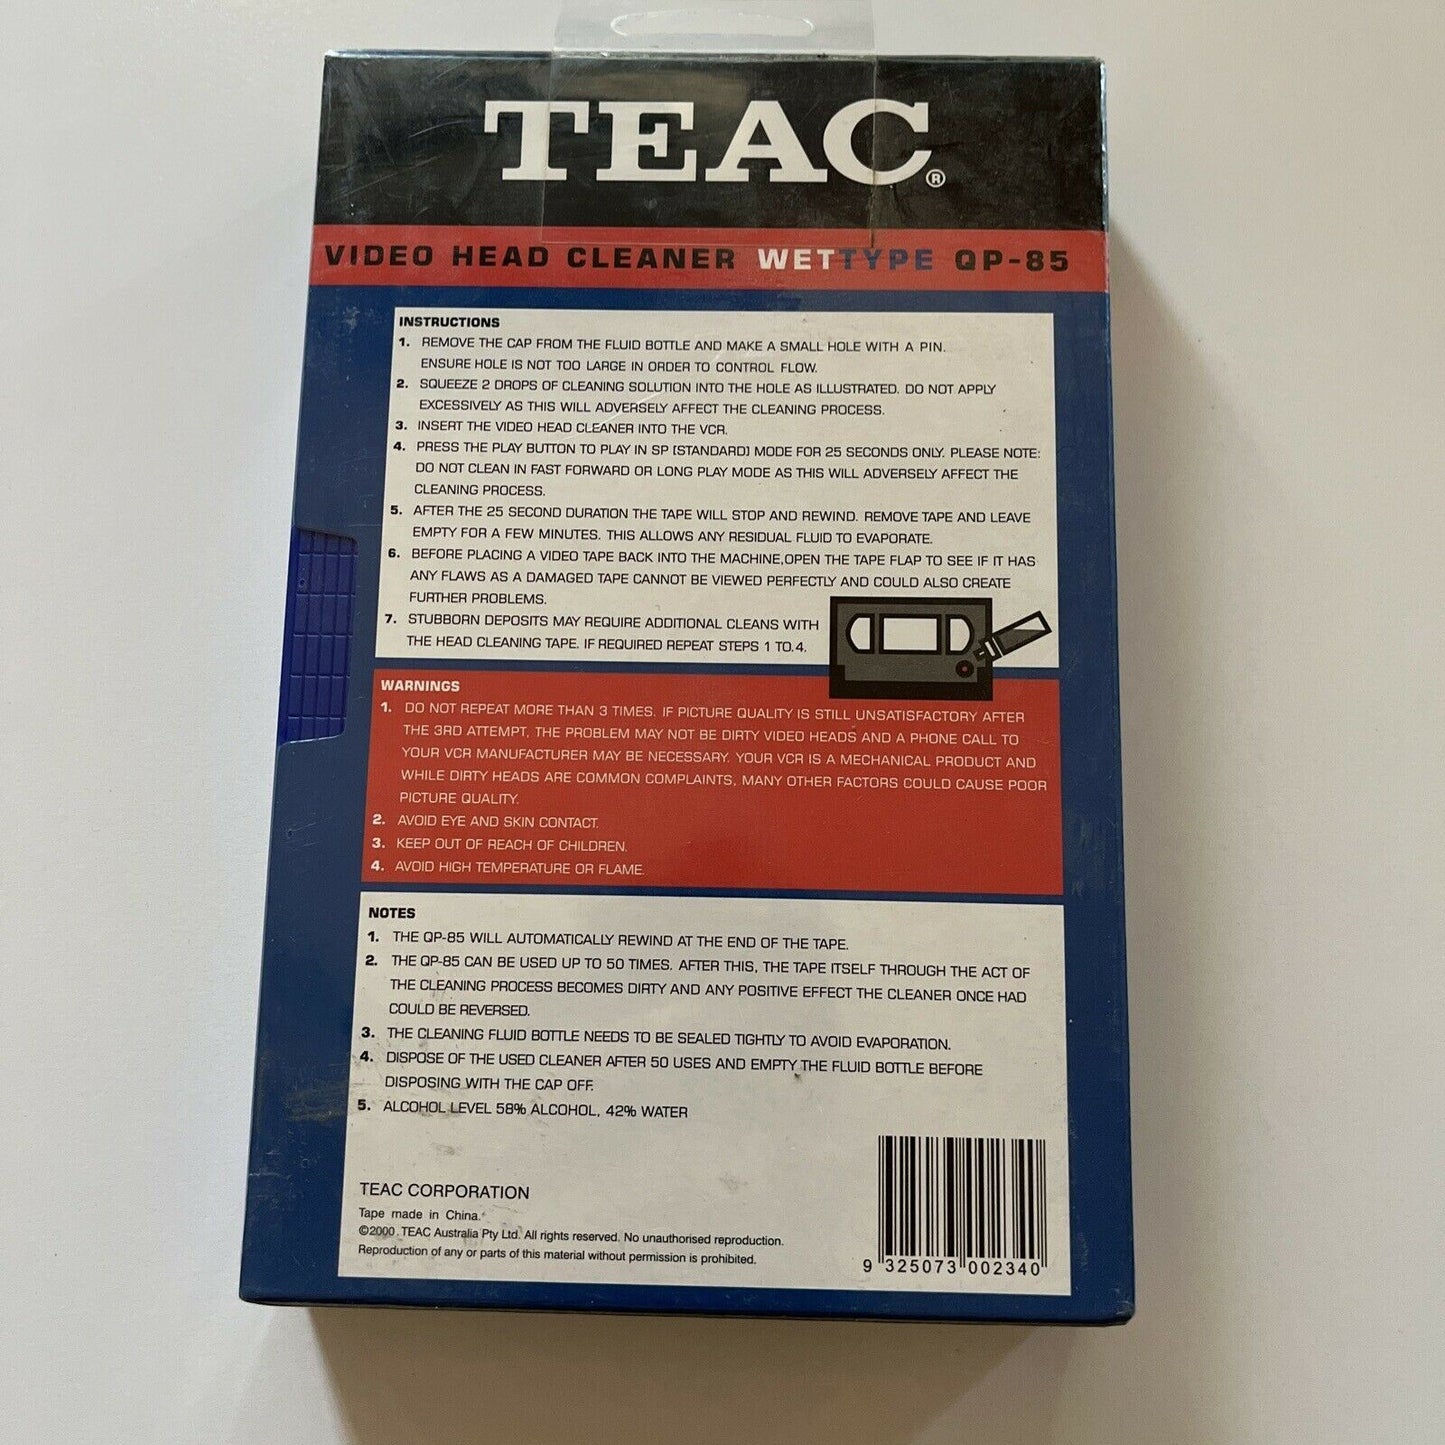 TEAC®
VIDEO HEAD CLEANER WETTYPE QP-85
INSTRUCTIONS
1. REMOVE THE CAP FROM THE FLUID BOTTLE AND MAKE A SMALL HOLE WITH A PIN.
ENSURE HOLE IS NOT TOO LARGE IN ORDER TO CONTROL FLOW.
2. SQUEEZE 2 DROPS OF CLEANING SOLUTION INTO THE HOLE AS ILLUSTRATED. DO NOT APPLY
EXCESSIVELY AS THIS WILL ADVERSELY AFFECT THE CLEANING PROCESS.
3. INSERT THE VIDEO HEAD CLEANER INTO THE VCR.
4. PRESS THE PLAY BUTTON TO PLAY IN SP [STANDARD] MODE FOR 25 SECONDS ONLY. PLEASE NOTE:
DO NOT CLEAN IN FAST FORWARD OR LONG PLAY MODE AS THIS WILL ADVERSELY AFFECT THE
CLEANING PROCESS.
5. AFTER THE 25 SECOND DURATION THE TAPE WILL STOP AND REWIND. REMOVE TAPE AND LEAVE
EMPTY FOR A FEW MINUTES. THIS ALLOWS ANY RESIDUAL FLUID TO EVAPORATE.
6. BEFORE PLACING A VIDEO TAPE BACK INTO THE MACHINE,OPEN THE TAPE FLAP TO SEE IF IT HAS
ANY FLAWS AS A DAMAGED TAPE CANNOT BE VIEWED PERFECTLY AND COULD ALSO CREATE
FURTHER PROBLEMS.
7. STUBBORN DEPOSITS MAY REQUIRE ADDITIONAL CLEANS WITH
THE HEAD CLEANING TAPE. IF REQUIRED REPEAT STEPS 1 TO 4.
WARNINGS
1. DO NOT REPEAT MORE THAN 3 TIMES. IF PICTURE QUALITY IS STILL UNSATISFACTORY AFTER
THE 3RD ATTEMPT, THE PROBLEM MAY NOT BE DIRTY VIDEO HEADS AND A PHONE CALL TO
YOUR VCR MANUFACTURER MAY BE NECESSARY. YOUR VCR IS A MECHANICAL PRODUCT AND
WHILE DIRTY HEADS ARE COMMON COMPLAINTS, MANY OTHER FACTORS COULD CAUSE POOR
PICTURE QUALITY.
2. AVOID EYE AND SKIN CONTACT.
3. KEEP OUT OF REACH OF CHILDREN.
4. AVOID HIGH TEMPERATURE OR FLAME.
NOTES
1. THE QP-85 WILL AUTOMATICALLY REWIND AT THE END OF THE TAPE.
2. THE QP-85 CAN BE USED UP TO 50 TIMES. AFTER THIS, THE TAPE ITSELF THROUGH THE ACT OF
THE CLEANING PROCESS BECOMES DIRTY AND ANY POSITIVE EFFECT THE CLEANER ONCE HAD
COULD BE REVERSED.
3. THE CLEANING FLUID BOTTLE NEEDS TO BE SEALED TIGHTLY TO AVOID EVAPORATION.
4. DISPOSE OF THE USED CLEANER AFTER 50 USES AND EMPTY THE FLUID BOTTLE BEFORE
DISPOSING WITH THE CAP OFF.
5. ALCOHOL LEVEL 58% ALCOHOL, 42% WATER
TEAC CORPORATION
Tape made in China.
©2000 TEAC Australia Pty Ltd. All rights reserved. No unauthorised reproduction.
Reproduction of any or parts of this material without permission is prohibited.
9 325073 002340